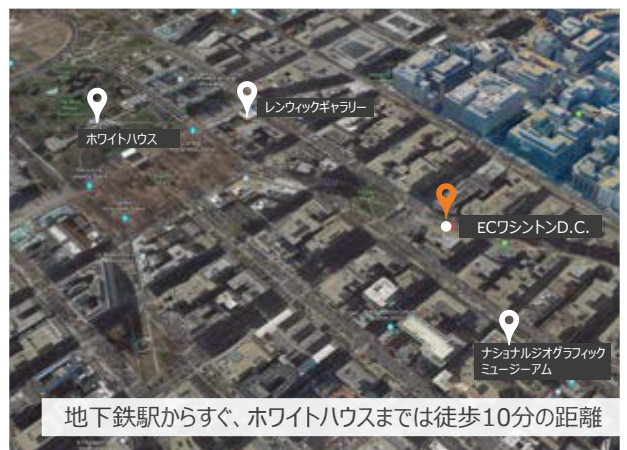 レンウィックギャラリー
ホワイトハウス
ECワシントンD.C.
ナショナルジオグラフィック
ミュージーアム
地下鉄駅からすぐ、ホワイトハウスまでは徒歩10分の距離